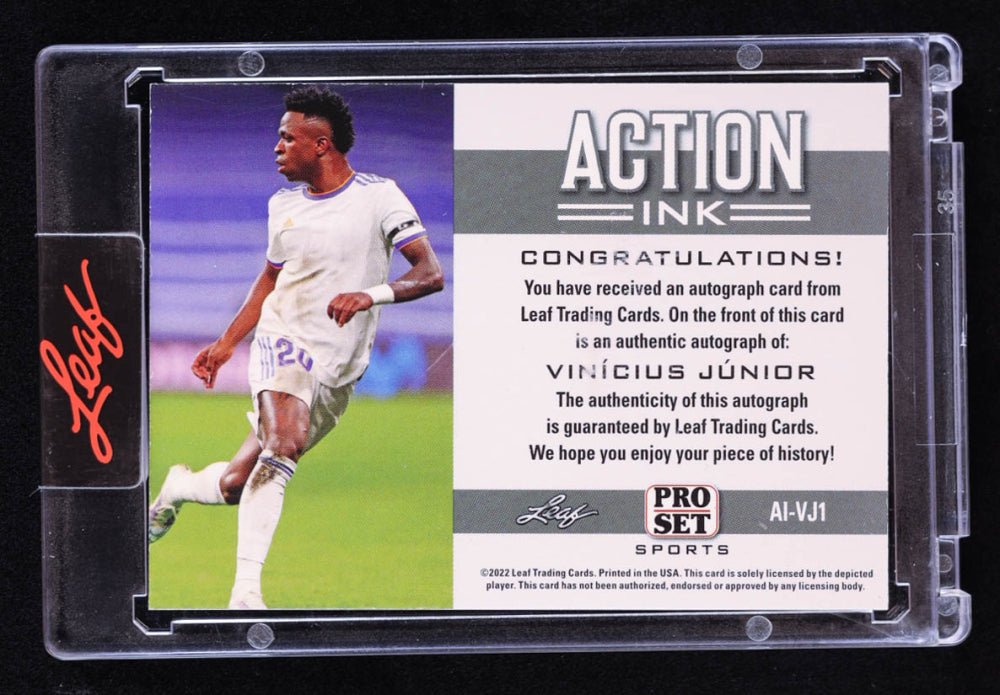 Leaf
20
ACTION
INK
CONGRATULATIONS!
You have received an autograph card from
Leaf Trading Cards. On the front of this card
is an authentic autograph of:
VINÍCIUS JÚNIOR
The authenticity of this autograph
is guaranteed by Leaf Trading Cards.
We hope you enjoy your piece of history!
Leaf
PRO
SET
SPORTS
AI-VJ1
©2022 Leaf Trading Cards. Printed in the USA. This card is solely licensed by the depicted
player. This card has not been authorized, endorsed or approved by any licensing body.
35